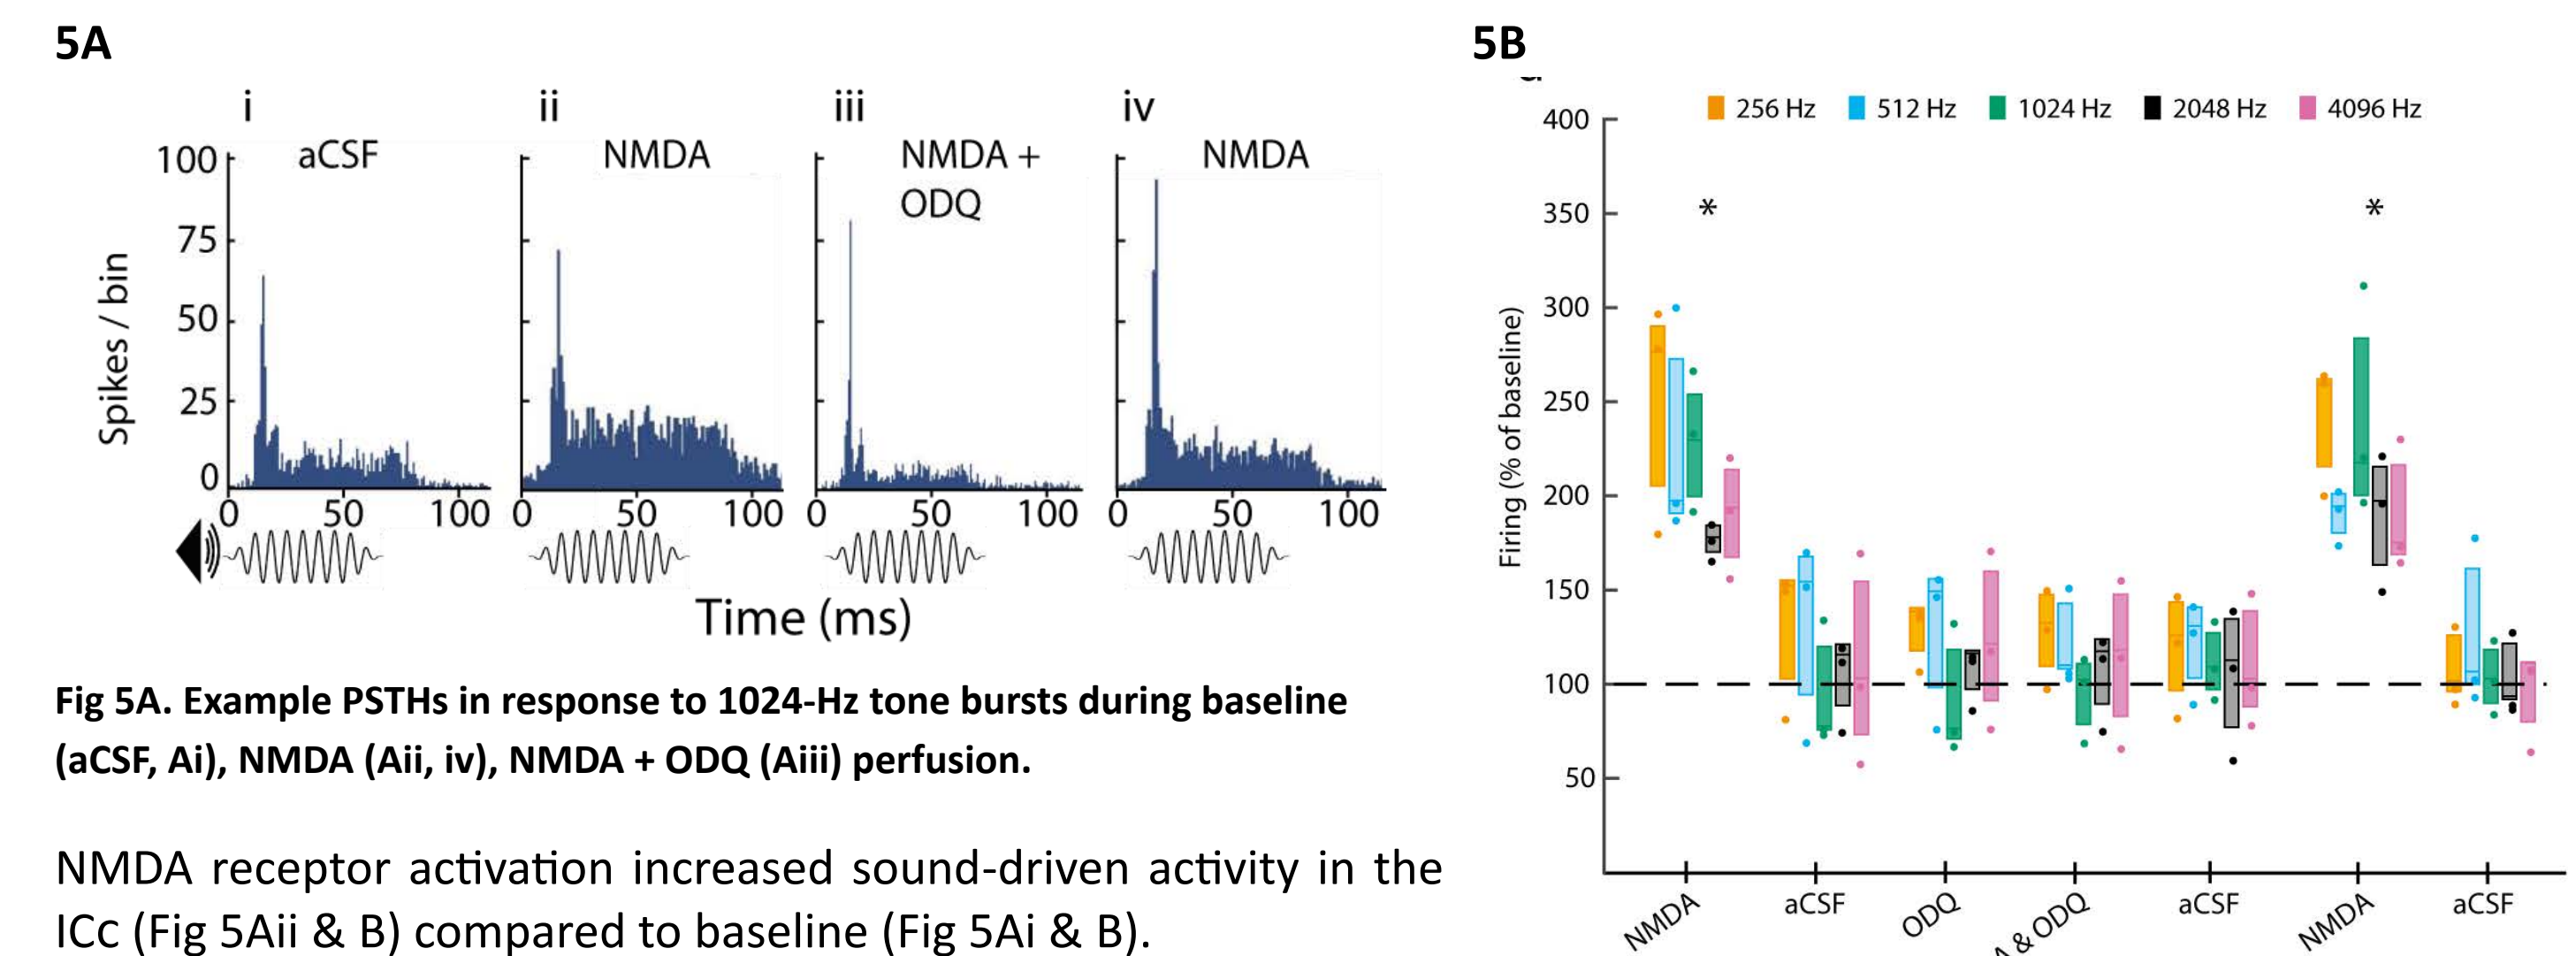 5A
i
ii
iii
iv
aCSF
NMDA
NMDA +
ODQ
NMDA
100
75
50
25
0
Spikes / bin
0 50 100
0 50 100
0 50 100
0 50 100
Time (ms)
Fig 5A. Example PSTHs in response to 1024-Hz tone bursts during baseline
(aCSF, Ai), NMDA (Aii, iv), NMDA + ODQ (Aiii) perfusion.
NMDA receptor activation increased sound-driven activity in the
ICc (Fig 5Aii & B) compared to baseline (Fig 5Ai & B).
5B
256 Hz 512 Hz 1024 Hz 2048 Hz 4096 Hz
400
350
300
250
200
150
100
50
Firing (% of baseline)
* *
NMDA
aCSF
ODQ
& ODQ
aCSF
NMDA
aCSF